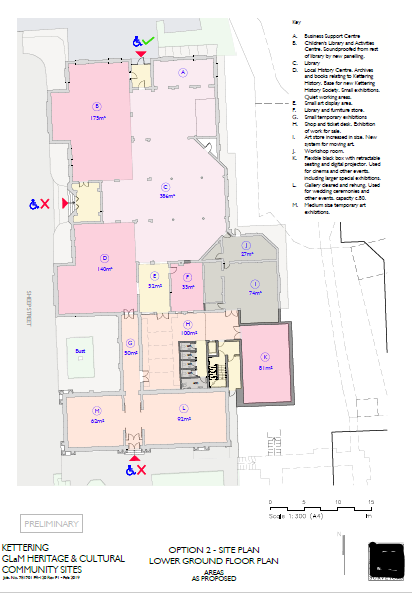 Key
A. Business Support Centre
B. Children's Library and Activities
Centre. Soundproofed from rest
of library by new panelling.
C. Library
D. Local History Centre. Archives
and books relating to Kettering
History. Base for new Kettering
History Society. Small exhibitions.
Quiet working areas.
E. Small art display area.
F. Library and furniture store.
G. Small temporary exhibitions
H. Shop and ticket desk. Exhibition
of work for sale.
I. Art store increased in size. New
system for moving art.
J. Workshop room.
K. Flexible black box with retractable
seating and digital projector. Used
for cinema and other events,
including larger special exhibitions.
L. Gallery cleared and rehung. Used
for wedding ceremonies and
other events. capacity c.80.
M. Medium size temporary art
exhibitions.
A
B
175m²
C
386m²
D
140m²
E
32m²
F
33m²
J
27m²
I
74m²
H
100m²
G
50m²
K
81m²
Bust
M
62m²
L
92m²
SHEEP STREET
0 5 10 15
Scale 1:300 (A4) m
PRELIMINARY
N
KETTERING
GLaM HERITAGE & CULTURAL
COMMUNITY SITES
OPTION 2 - SITE PLAN
LOWER GROUND FLOOR PLAN
AREAS
AS PROPOSED